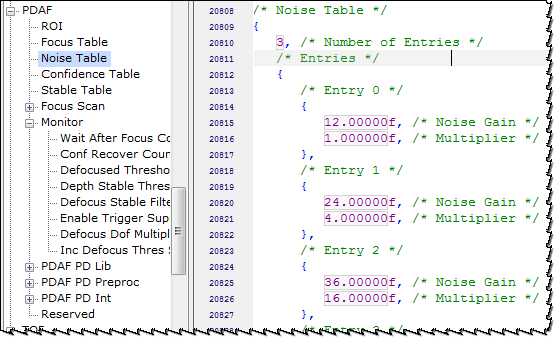 PDAF
ROI
Focus Table
Noise Table
Confidence Table
Stable Table
Focus Scan
Monitor
Wait After Focus Co
Conf Recover Coun
Defocused Thresho
Depth Stable Thres
Defocus Stable Filte
Enable Trigger Sup
Defocus Dof Multipl
Inc Defocus Thres S
PDAF PD Lib
PDAF PD Preproc
PDAF PD Int
Reserved
20808 /* Noise Table */
20809 {
20810 3, /* Number of Entries */
20811 /* Entries */
20812 {
20813 /* Entry 0 */
20814 {
20815 12.00000f, /* Noise Gain */
20816 1.000000f, /* Multiplier */
20817 },
20818 /* Entry 1 */
20819 {
20820 24.00000f, /* Noise Gain */
20821 4.000000f, /* Multiplier */
20822 },
20823 /* Entry 2 */
20824 {
20825 36.00000f, /* Noise Gain */
20826 16.00000f, /* Multiplier */
20827 },